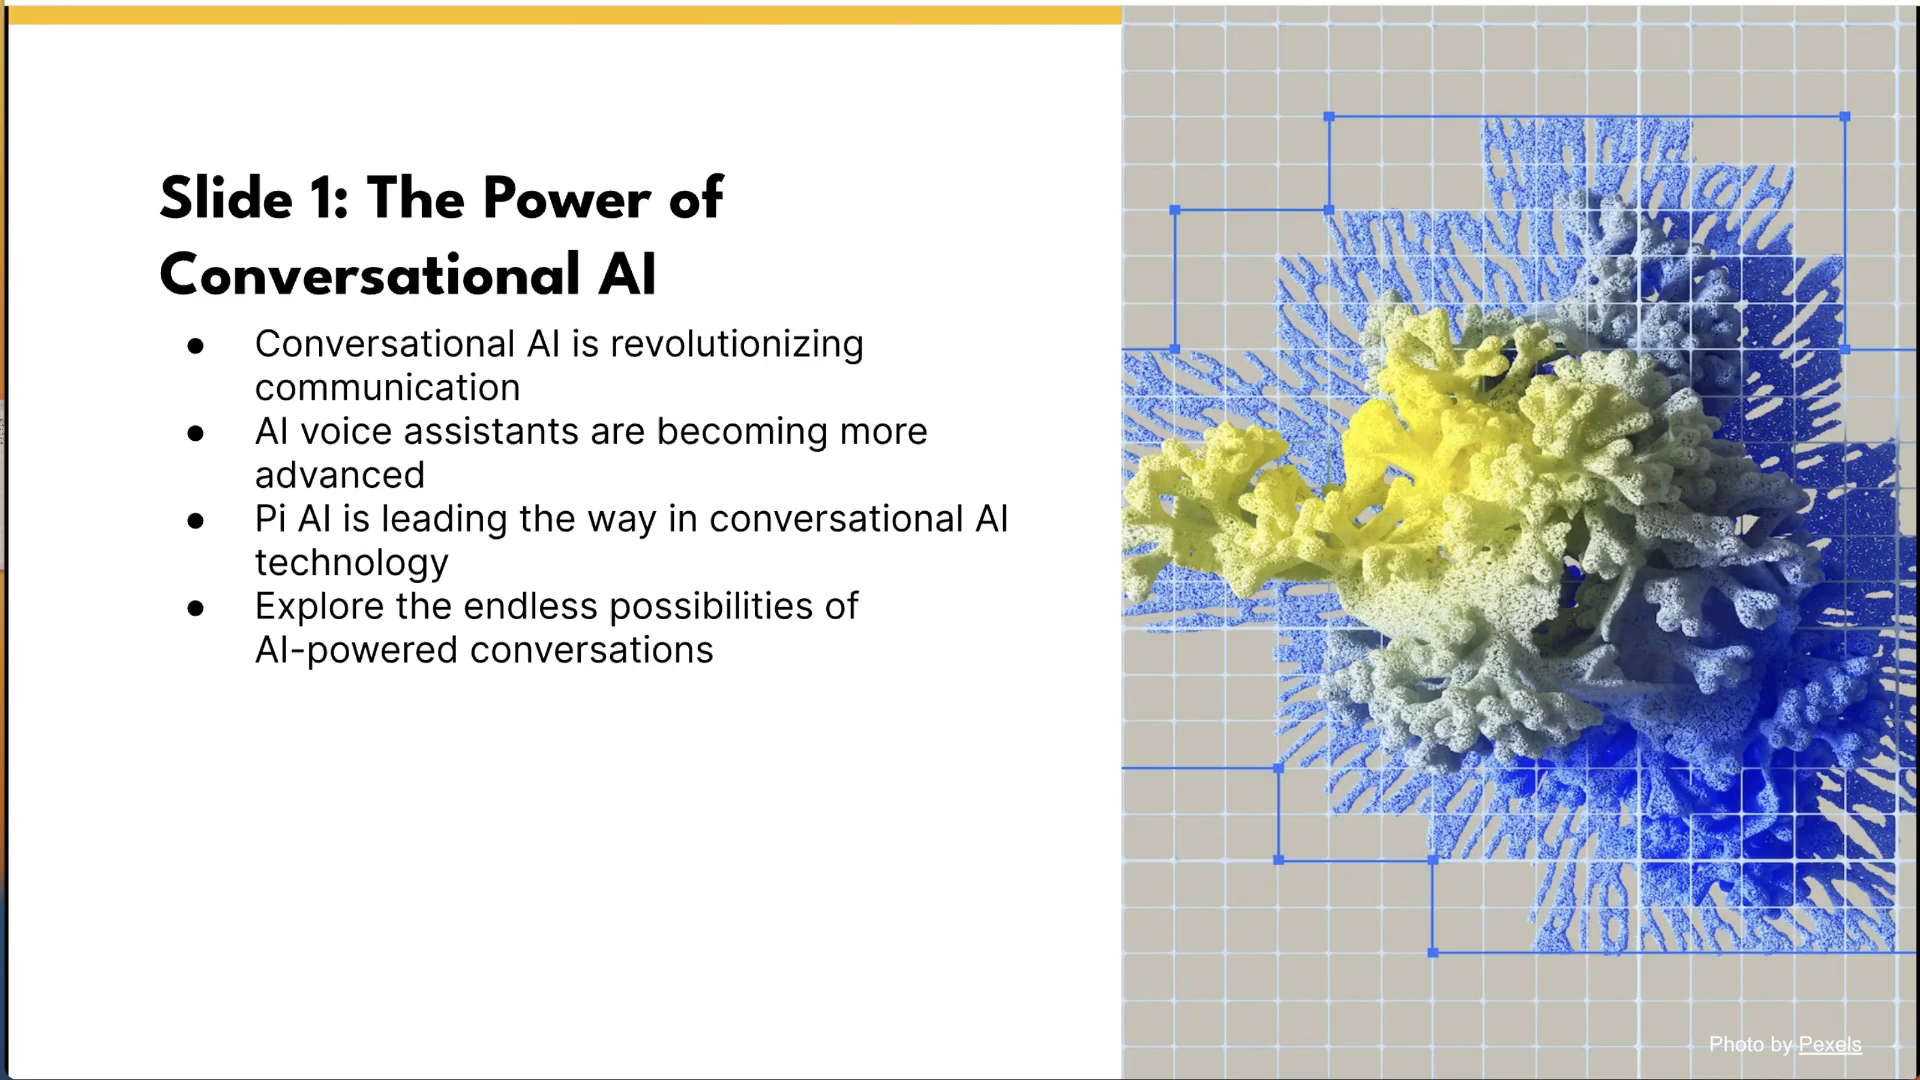 Slide 1: The Power of
Conversational AI
● Conversational AI is revolutionizing
communication
● AI voice assistants are becoming more
advanced
● Pi AI is leading the way in conversational AI
technology
● Explore the endless possibilities of
AI-powered conversations
Photo by Pexels